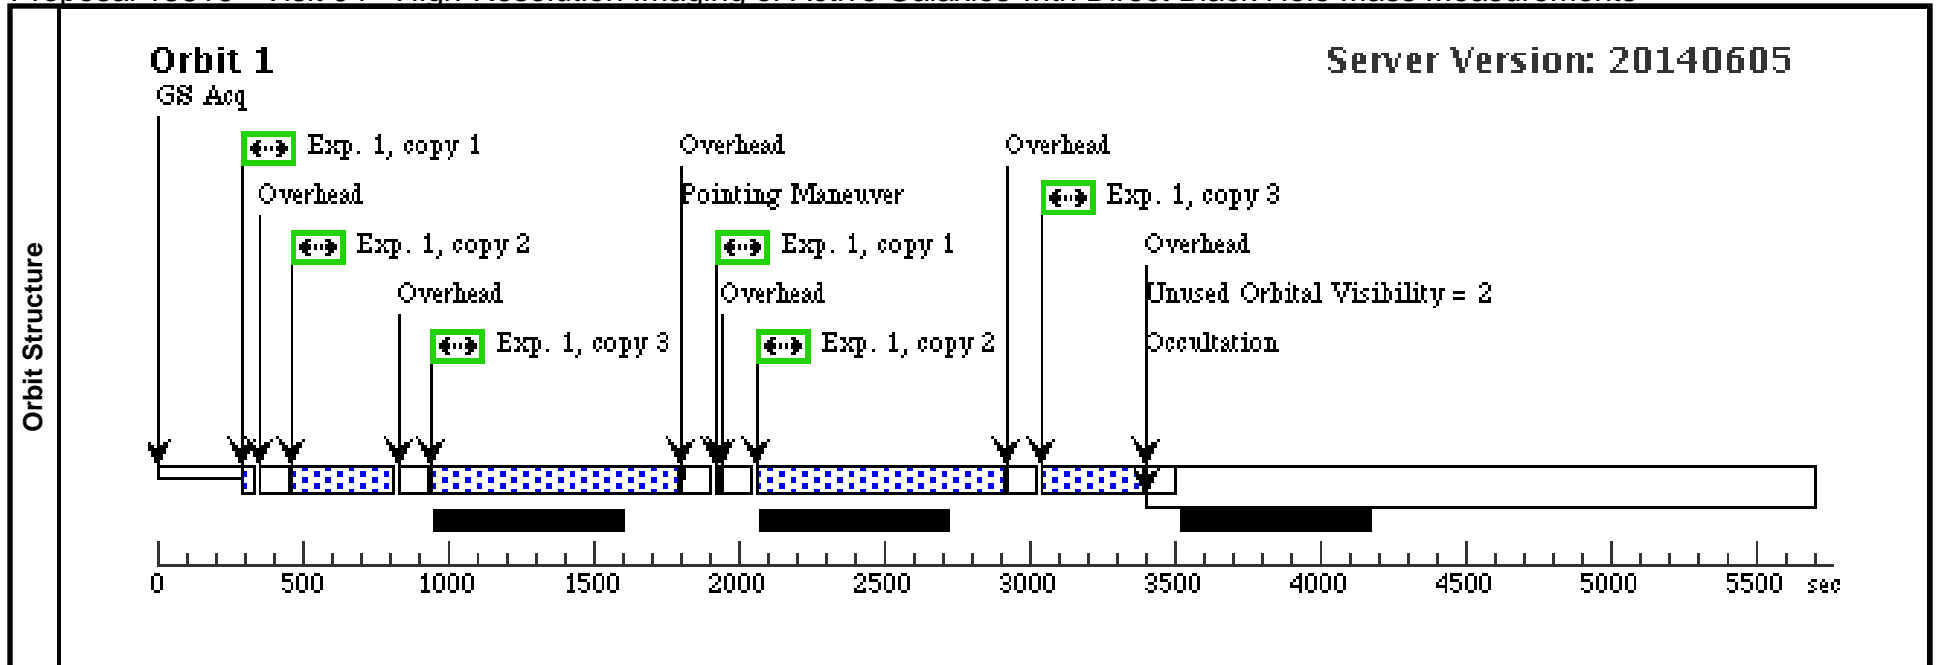 Orbit Structure
Orbit 1
Server Version: 20140605
GS Acq
Exp. 1, copy 1
Overhead
Overhead
Overhead
Pointing Maneuver
Exp. 1, copy 3
Exp. 1, copy 2
Exp. 1, copy 1
Overhead
Overhead
Overhead
Unused Orbital Visibility = 2
Exp. 1, copy 3
Exp. 1, copy 2
Occultation
0 500 1000 1500 2000 2500 3000 3500 4000 4500 5000 5500 sec